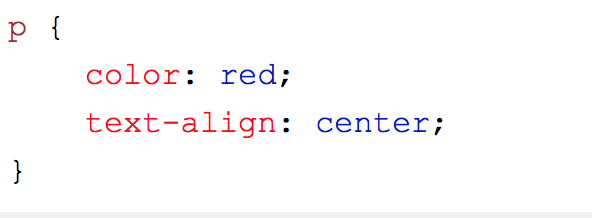 p {
    color: red;
    text-align: center;
}